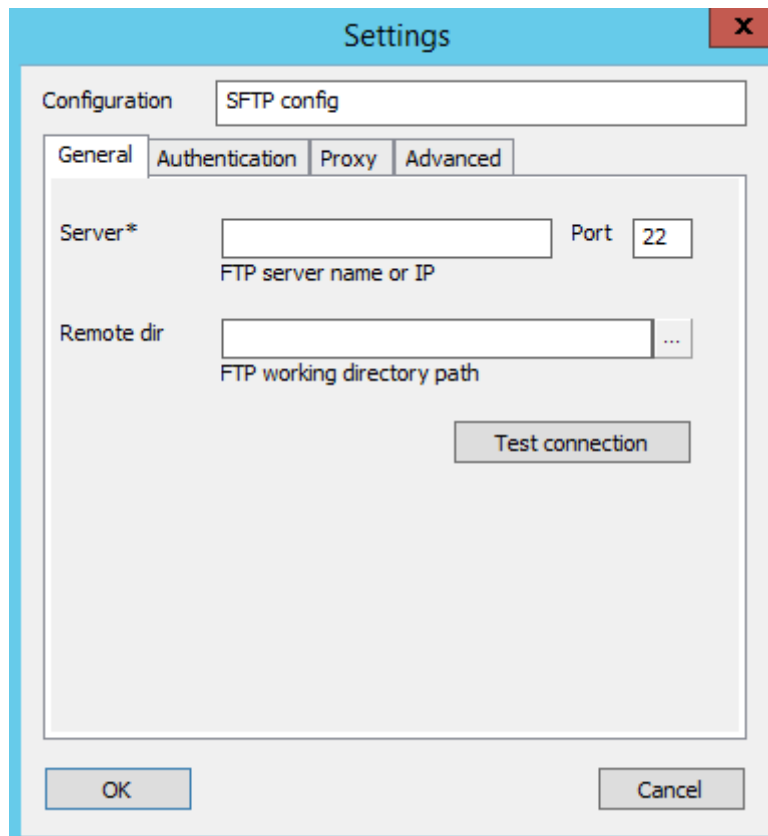 Settings
x
Configuration SFTP config
General Authentication Proxy Advanced
Server* Port 22
FTP server name or IP
Remote dir ...
FTP working directory path
Test connection
OK Cancel